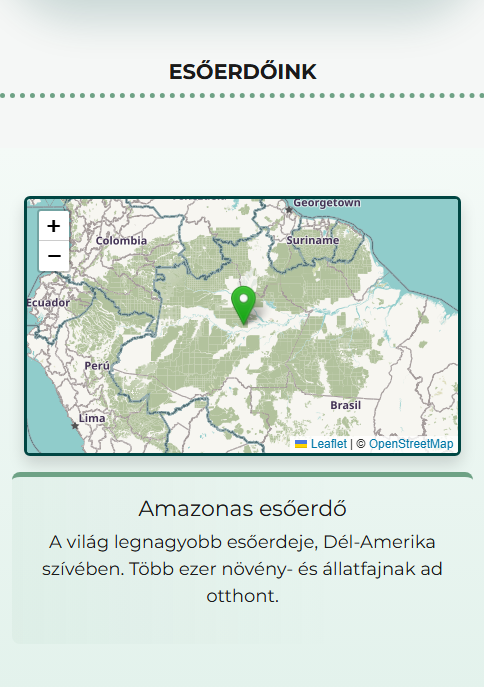 ESŐERDŐINK
Georgetown
+
−
Colombia
Suriname
Ecuador
Perú
Lima
Brasil
Leaflet | © OpenStreetMap
Amazonas esőerdő
A világ legnagyobb esőerdeje, Dél-Amerika
szívében. Több ezer növény- és állatfajnak ad
otthont.